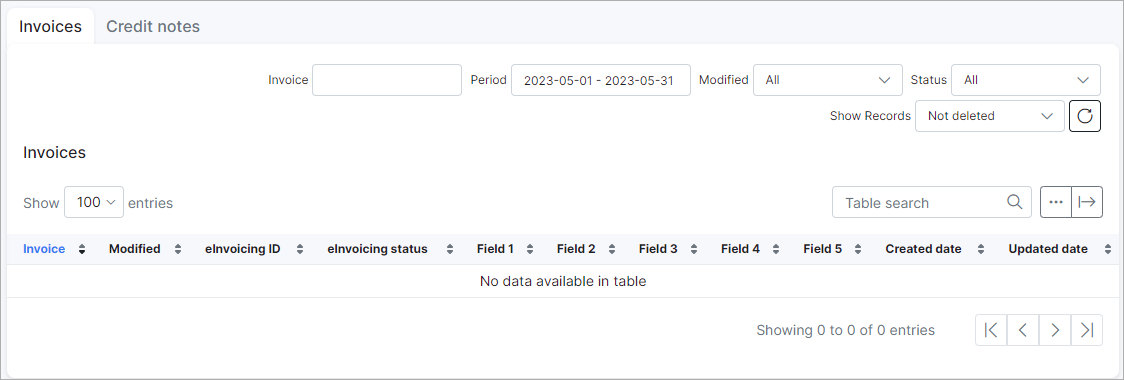 Invoices Credit notes
Invoice Period 2023-05-01 - 2023-05-31 Modified All Status All
Show Records Not deleted
Invoices
Show 100 entries Table search
Invoice Modified eInvoicing ID eInvoicing status Field 1 Field 2 Field 3 Field 4 Field 5 Created date Updated date
No data available in table
Showing 0 to 0 of 0 entries